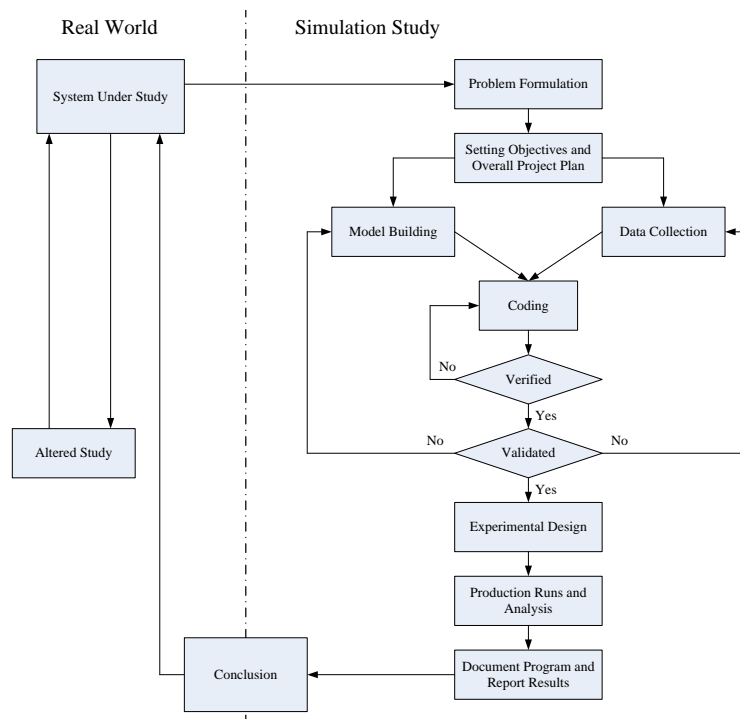 Real World
Simulation Study
System Under Study
Problem Formulation
Setting Objectives and
Overall Project Plan
Model Building
Data Collection
Coding
No
Verified
Yes
Altered Study
No
Validated
No
Yes
Experimental Design
Production Runs and
Analysis
Conclusion
Document Program and
Report Results